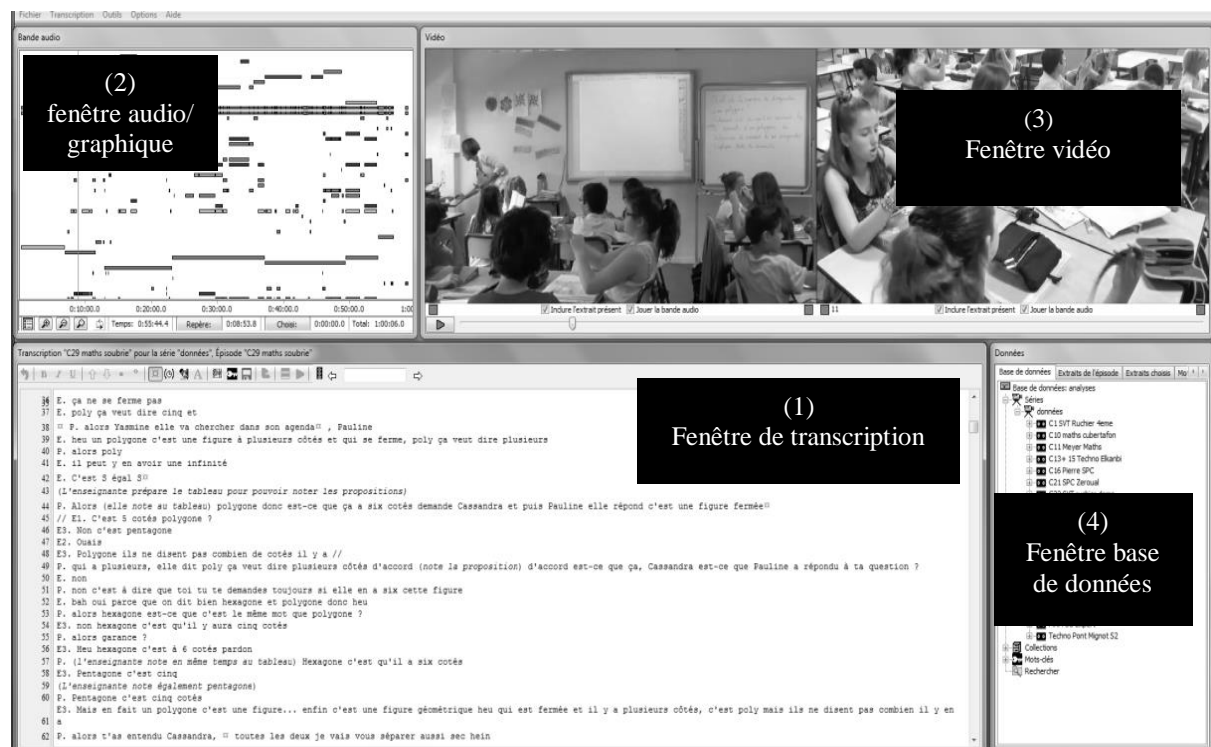 Fichier Transcription Outils Options Aide
Bande audio
(2)
fenêtre audio/
graphique
0:10:00.0 0:20:00.0 0:30:00.0 0:40:00.0 0:50:00.0 1:00
Temps: 0:55:44.4 Repère: 0:08:53.8 Choisi: 0:00:00.0 Total: 1:00:06.0
Vidéo
(3)
Fenêtre vidéo
Indure l'extrait présent Jouer la bande audio
11 Indure l'extrait présent Jouer la bande audio
Transcription "C29 maths soubrie" pour la série "données", Épisode "C29 maths soubrie"
(1)
Fenêtre de transcription
36 E. ça ne se ferme pas
37 E. poly ça veut dire cinq et
38 ¤ P. alors Yasmine elle va chercher dans son agenda¤ , Pauline
39 E. heu un polygone c'est une figure à plusieurs côtés et qui se ferme, poly ça veut dire plusieurs
40 P. alors poly
41 E. il peut y en avoir une infinité
42 E. C'est S égal S¤
43 (L'enseignante prépare le tableau pour pouvoir noter les propositions)
44 P. Alors (elle note au tableau) polygone donc est-ce que ça a six cotés demande Cassandra et puis Pauline elle répond c'est une figure fermée¤
45 // E1. C'est 5 cotés polygone ?
46 E3. Non c'est pentagone
47 E2. Ouais
48 E3. Polygone ils ne disent pas combien de cotés il y a //
49 P. qui a plusieurs, elle dit poly ça veut dire plusieurs côtés d'accord (note la proposition) d'accord est-ce que ça, Cassandra est-ce que Pauline a répondu à ta question ?
50 E. non
51 P. non c'est à dire que toi tu te demandes toujours si elle en a six cette figure
52 E. bah oui parce que on dit bien hexagone et polygone donc heu
53 P. alors hexagone est-ce que c'est le même mot que polygone ?
54 E3. non hexagone c'est qu'il y aura cinq cotés
55 P. alors garance ?
56 E3. Heu hexagone c'est à 6 cotés pardon
57 P. (l'enseignante note en même temps au tableau) Hexagone c'est qu'il a six cotés
58 E3. Pentagone c'est cinq
59 (L'enseignante note également pentagone)
60 P. Pentagone c'est cinq cotés
E3. Mais en fait un polygone c'est une figure... enfin c'est une figure géométrique heu qui est fermée et il y a plusieurs côtés, c'est poly mais ils ne disent pas combien il y en
61 a
62 P. alors t'as entendu Cassandra, ¤ toutes les deux je vais vous séparer aussi sec hein
Données
Base de données Extraits de l'épisode Extraits choisis Mo
Base de données: analyses
Séries
données
C1 SVT Ruchier 4eme
C10 maths cubertafon
C11 Meyer Maths
C13+ 15 Techno Elkaribi
C16 Pierre SPC
C21 SPC Zeroual
(4)
Fenêtre base
de données
Techno Pont Mignot S2
Collections
Mots-clés
Rechercher